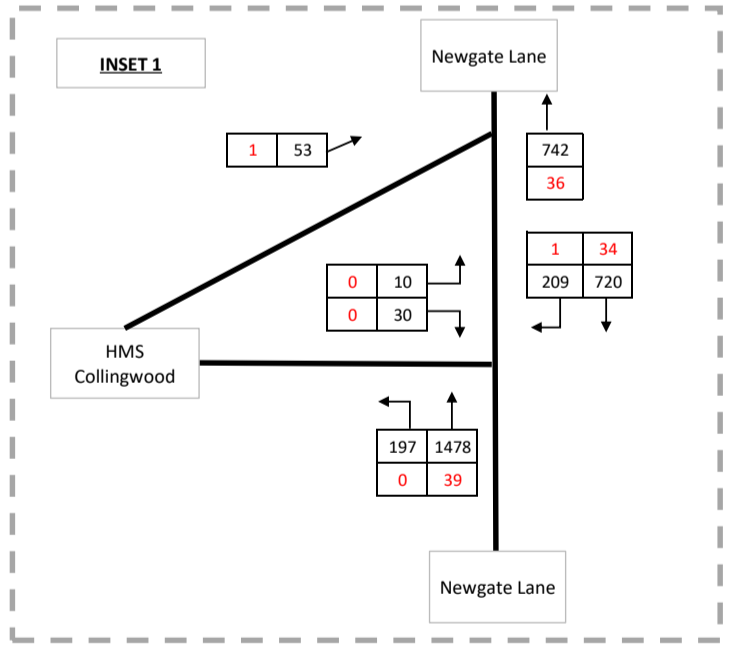 INSET 1
Newgate Lane
1 53
742
36
1 34
209 720
0 10
0 30
HMS
Collingwood
197 1478
0 39
Newgate Lane